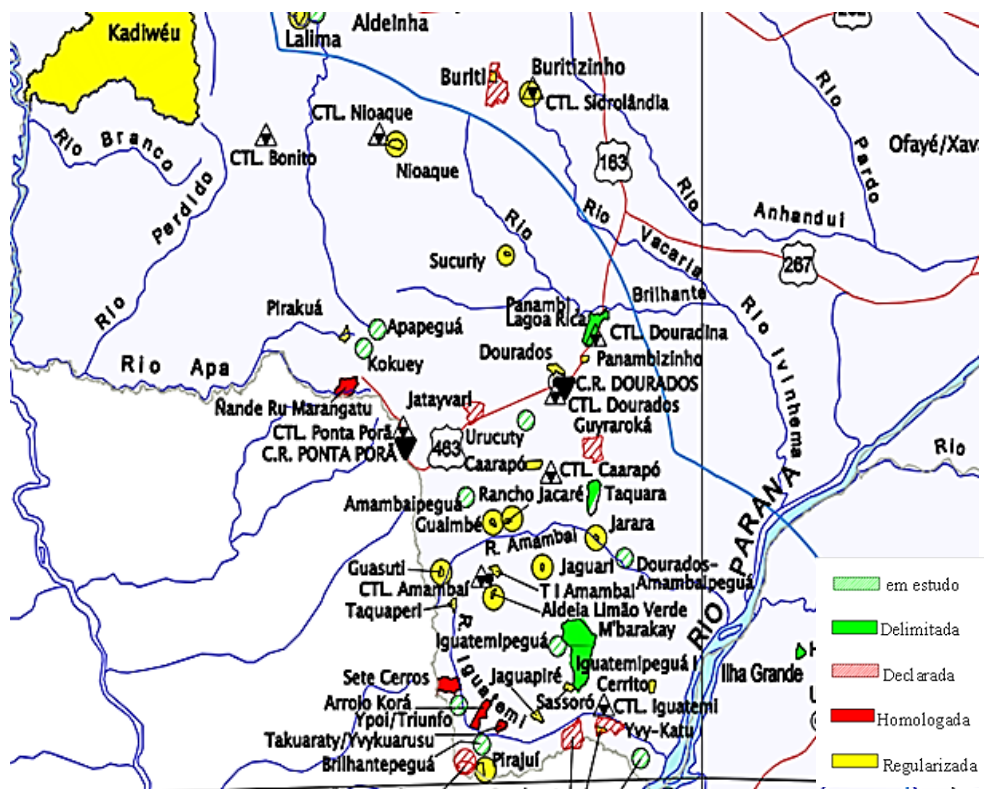 Kadiwéu
Lalima
Aldeinha
262
Buriti
Buritizinho
CTL. Sidrolândia
CTL. Nioaque
Nioaque
CTL. Bonito
Rio Branco
Rio Perdido
163
Rio Pardo
Ofayé/Xav
Rio Anhanduí
Rio Vacaria
267
Sucuriy
Rio Brilhante
Rio Ivinhema
Pirakuá
Apapeguá
Kokuey
Panambi
Lagoa Rica
CTL. Douradina
Dourados
Panambizinho
C.R. DOURADOS
CTL. Dourados
Rio Apa
Ñande Ru Marangatu
Jatayvari
Guyraroká
CTL. Ponta Porã
C.R. PONTA PORÃ
463
Urucuty
Caarapó
CTL. Caarapó
Rio
Amambaipeguá
Rancho Jacaré
Taquara
Guaimbé
Jarara
R. Amambai
RIO PARANÁ
Guasuti
Jaguari
Dourados-
Amambaipeguá
CTL. Amambai
T I Amambai
Taquaperi
Aldeia Limão Verde
M'barakay
R. Iguatemi
Iguatemipeguá
Iguatemipeguá I
Ilha Grande
Sete Cerros
Jaguapiré
Cerrito
Sassoró
CTL. Iguatemi
Arroio Korá
Ypoi/Triunfo
Yvy-Katu
Takuaraty/Yvykuarusu
Brilhantepeguá
Pirajuí
em estudo
Delimitada
Declarada
Homologada
Regularizada